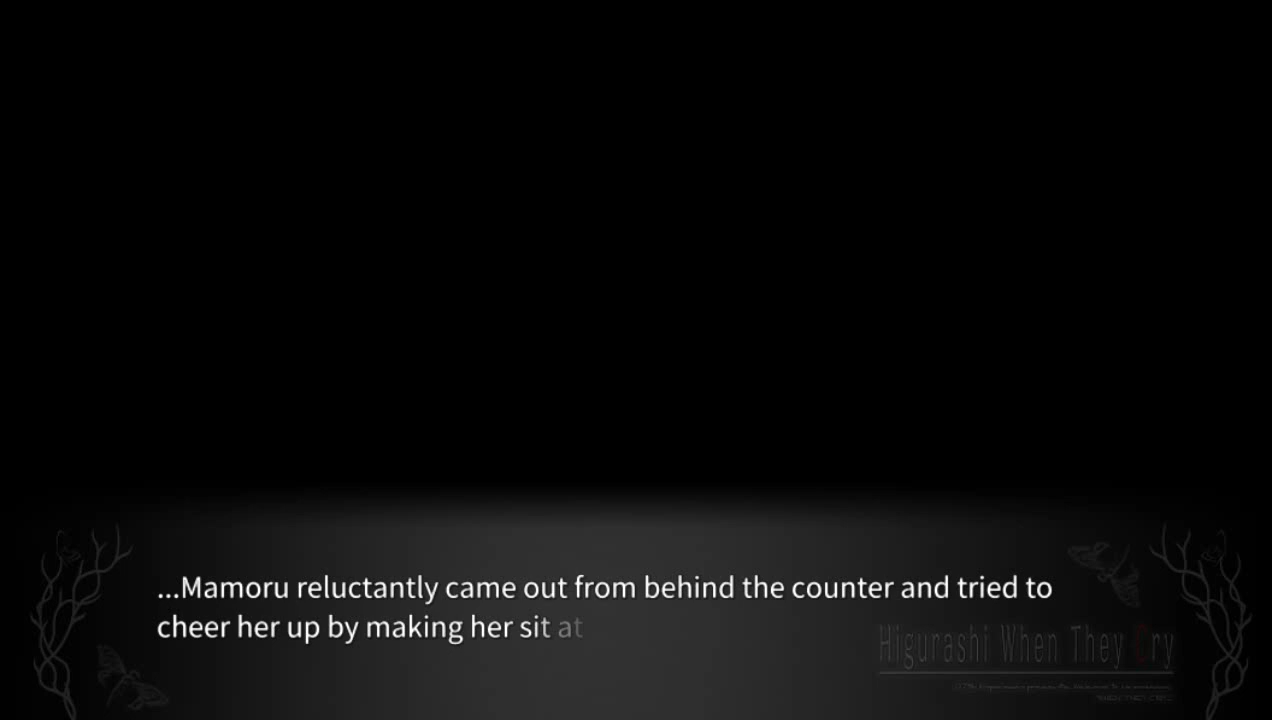 ...Mamoru reluctantly came out from behind the counter and tried to
cheer her up by making her sit at
Higurashi When They Cry